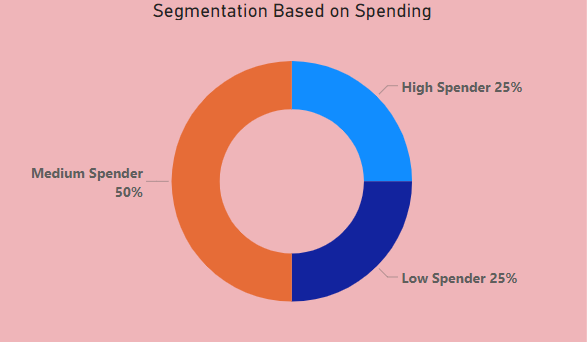 Segmentation Based on Spending
High Spender 25%
Medium Spender
50%
Low Spender 25%